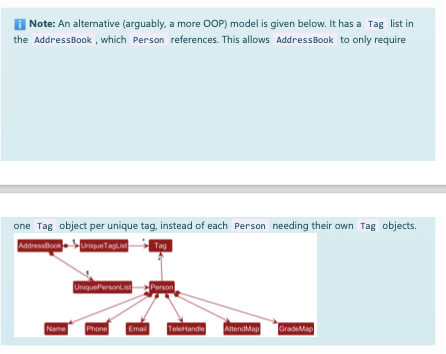 Note: An alternative (arguably, a more OOP) model is given below. It has a Tag list in
the AddressBook , which Person references. This allows AddressBook to only require
one Tag object per unique tag, instead of each Person needing their own Tag objects.
AddressBook 1 UniqueTagList * Tag
1 *
UniquePersonList Person
Name Phone Email TeleHandle AttendMap GradeMap